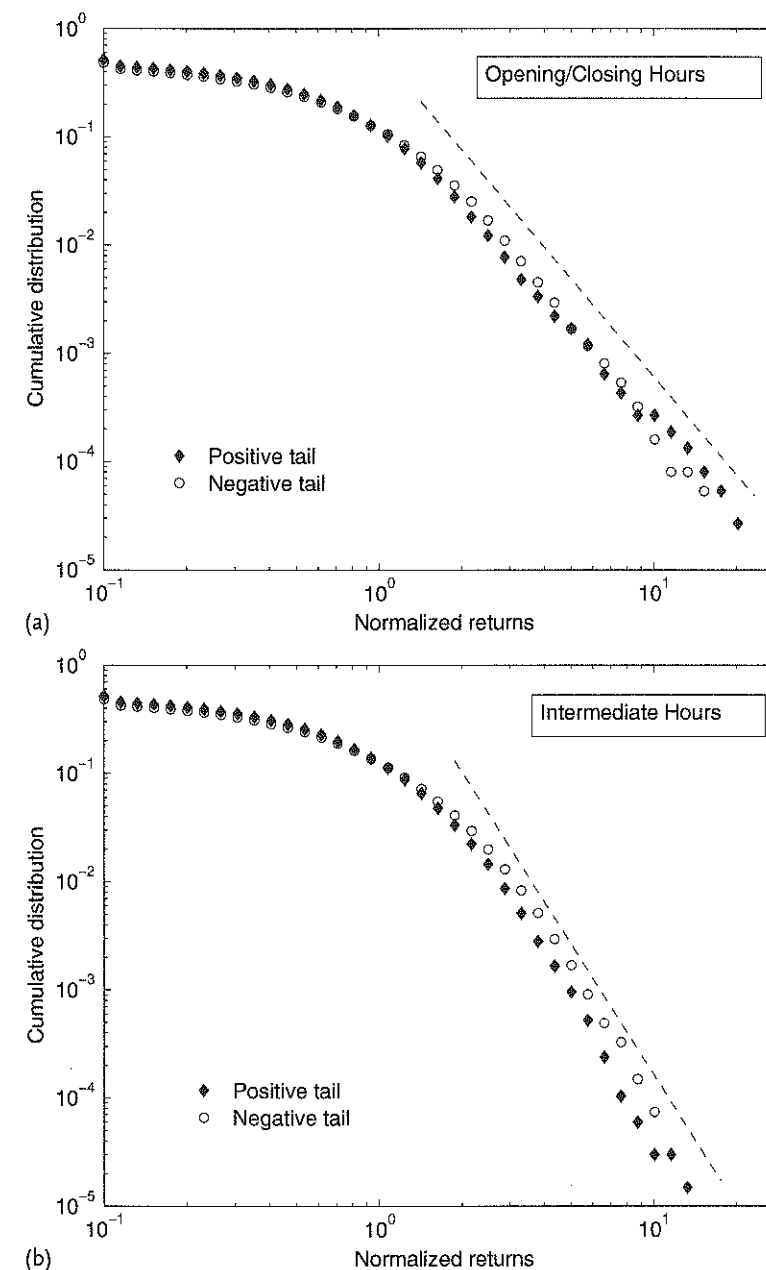 10^0
10^-1
10^-2
10^-3
10^-4
10^-5
Cumulative distribution
Opening/Closing Hours
Positive tail
Negative tail
10^-1
10^0
10^1
Normalized returns
(a)
10^0
10^-1
10^-2
10^-3
10^-4
10^-5
Cumulative distribution
Intermediate Hours
Positive tail
Negative tail
10^-1
10^0
10^1
Normalized returns
(b)